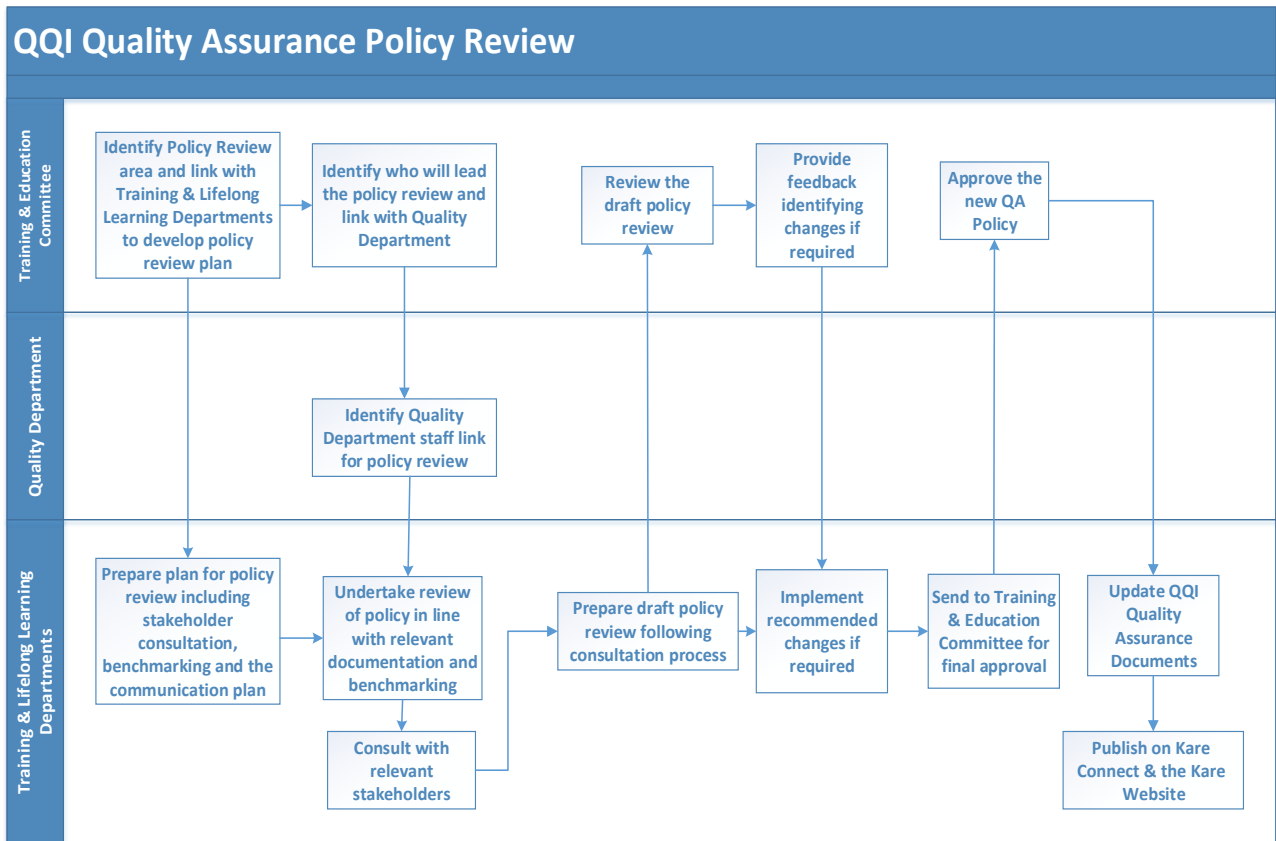 QQI Quality Assurance Policy Review
Training & Education
Committee
Identify Policy Review
area and link with
Training & Lifelong
Learning Departments
to develop policy
review plan
Identify who will lead
the policy review and
link with Quality
Department
Review the
draft policy
review
Provide
feedback
identifying
changes if
required
Approve the
new QA
Policy
Quality Department
Identify Quality
Department staff link
for policy review
Training & Lifelong Learning
Departments
Prepare plan for policy
review including
stakeholder
consultation,
benchmarking and the
communication plan
Undertake review
of policy in line
with relevant
documentation and
benchmarking
Consult with
relevant
stakeholders
Prepare draft policy
review following
consultation process
Implement
recommended
changes if
required
Send to Training
& Education
Committee for
final approval
Update QQI
Quality
Assurance
Documents
Publish on Kare
Connect & the Kare
Website